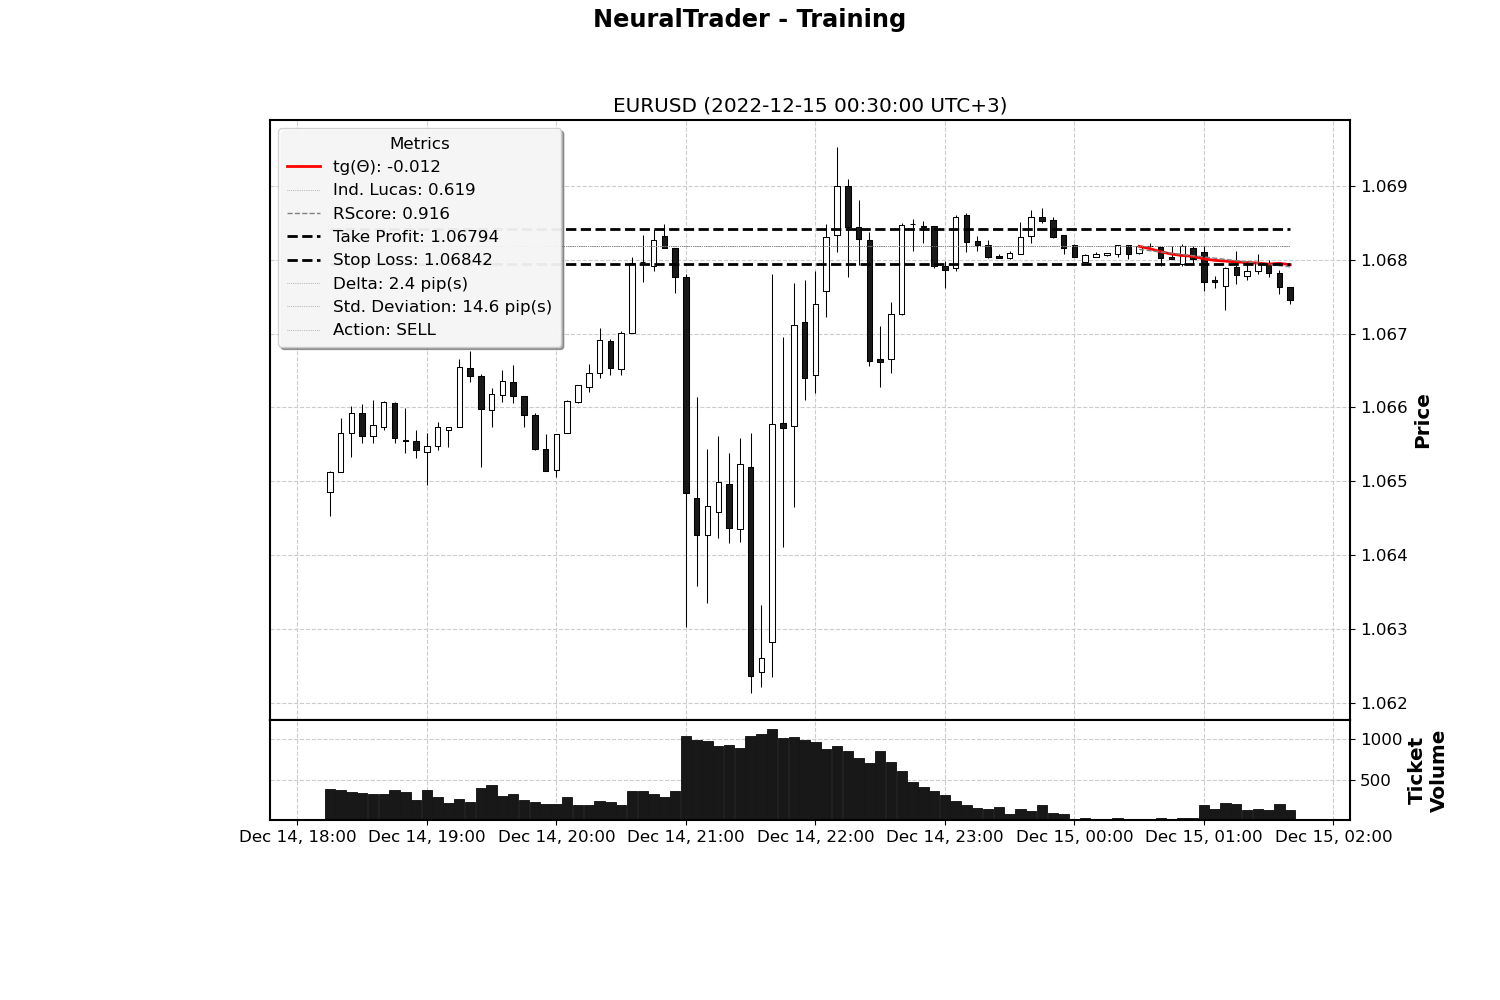 NeuralTrader - Training
EURUSD (2022-12-15 00:30:00 UTC+3)
Metrics
tg(Θ): -0.012
Ind. Lucas: 0.619
RScore: 0.916
Take Profit: 1.06794
Stop Loss: 1.06842
Delta: 2.4 pip(s)
Std. Deviation: 14.6 pip(s)
Action: SELL
1.069
1.068
1.067
1.066
1.065
1.064
1.063
1.062
Price
1000
500
Ticket
Volume
Dec 14, 18:00
Dec 14, 19:00
Dec 14, 20:00
Dec 14, 21:00
Dec 14, 22:00
Dec 14, 23:00
Dec 15, 00:00
Dec 15, 01:00
Dec 15, 02:00